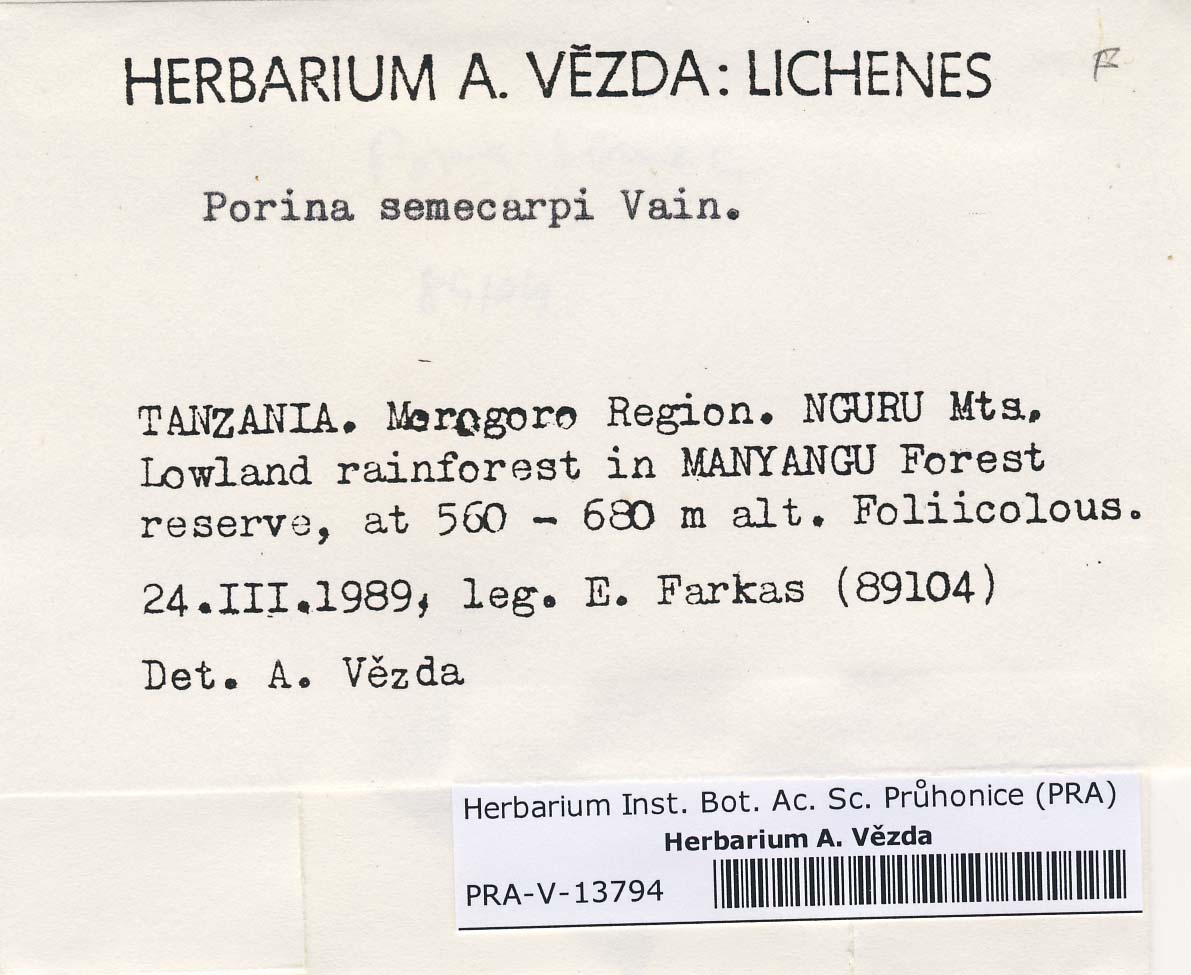 HERBARIUM A. VĚZDA: LICHENES
Porina semecarpi Vain.
TANZANIA. Morogoro Region. NGURU Mts.
Lowland rainforest in MANYANGU Forest
reserve, at 560 - 680 m alt. Foliicolous.
24.III.1989, leg. E. Farkas (89104)
Det. A. Vězda
Herbarium Inst. Bot. Ac. Sc. Průhonice (PRA)
Herbarium A. Vězda
PRA-V-13794